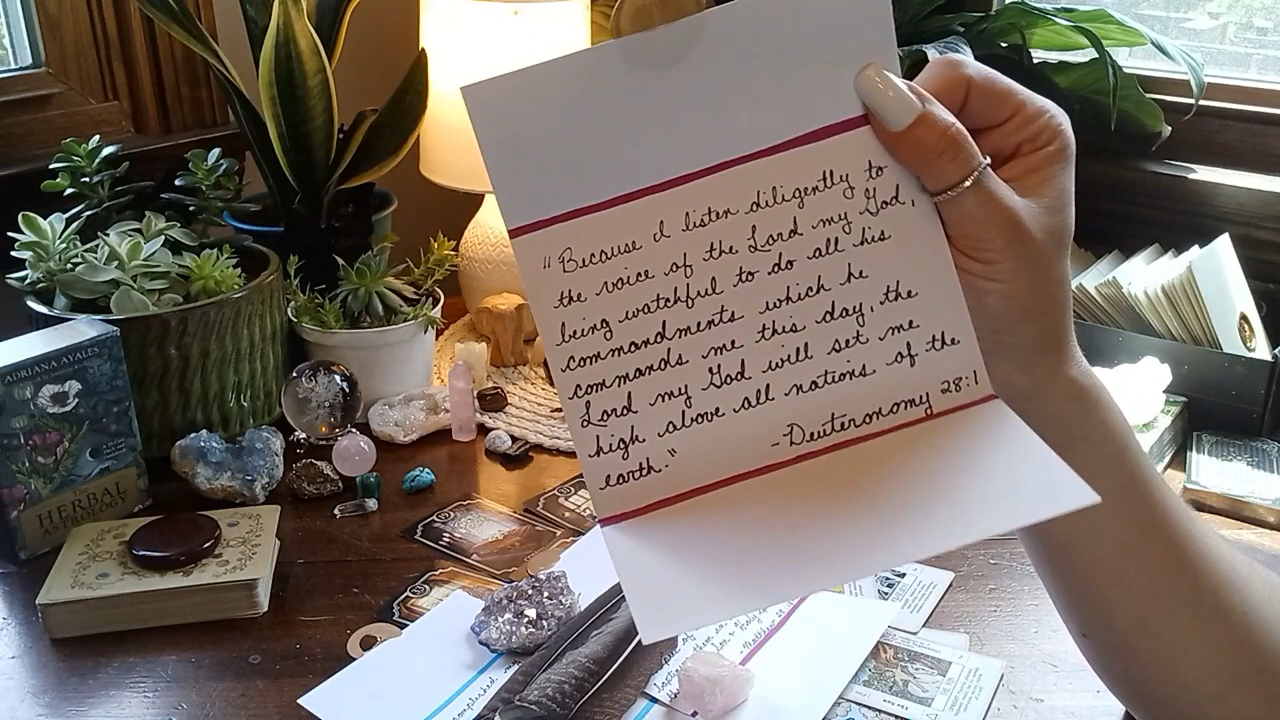 "Because I listen diligently to
the voice of the Lord my God,
being watchful to do all his
commandments which he
commands me this day, the
Lord my God will set me
high above all nations of the
earth."
-Deuteronomy 28:1
ADRIANA AYALES
The
HERBAL
ASTROLOGY